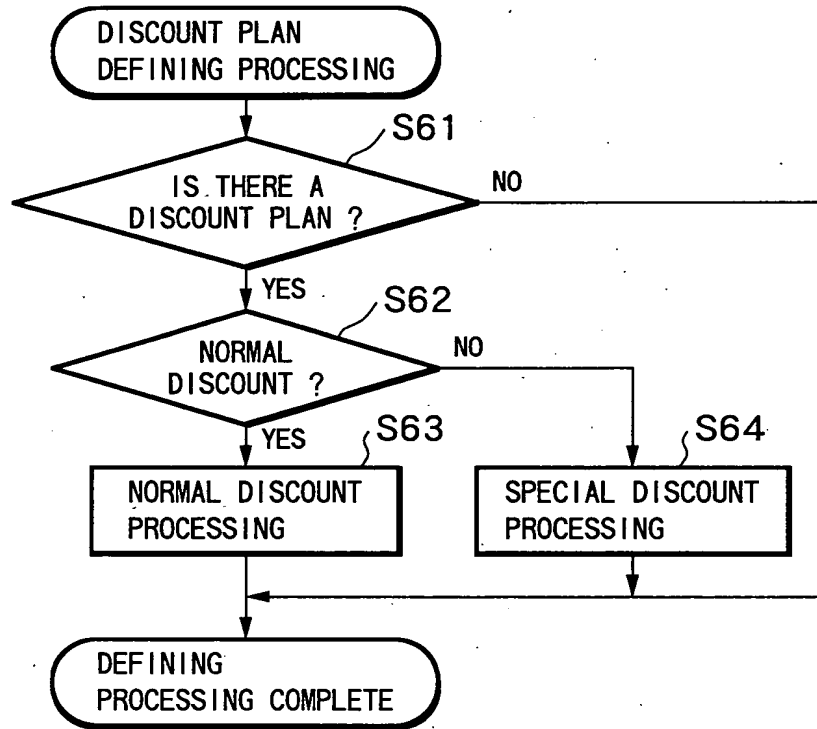 DISCOUNT PLAN
DEFINING PROCESSING
S61
IS THERE A
DISCOUNT PLAN ?
NO
YES
S62
NORMAL
DISCOUNT ?
NO
YES
S63
S64
NORMAL DISCOUNT
PROCESSING
SPECIAL DISCOUNT
PROCESSING
DEFINING
PROCESSING COMPLETE